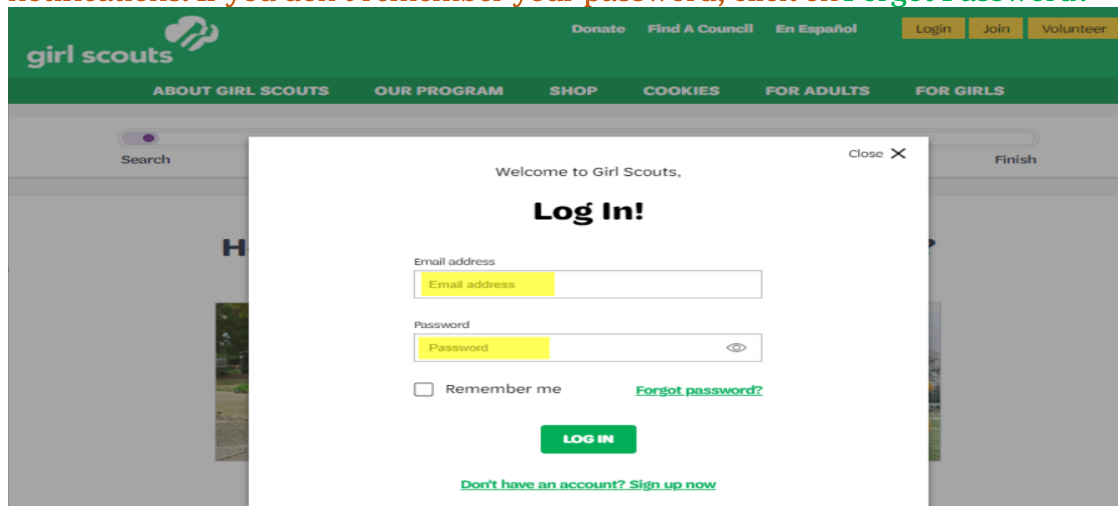 Donate Find A Council En Español Login Join Volunteer
girl scouts
ABOUT GIRL SCOUTS OUR PROGRAM SHOP COOKIES FOR ADULTS FOR GIRLS
Search Finish
Close X
Welcome to Girl Scouts,
Log In!
H ?
Email address
Email address
Password
Password
Remember me Forgot password?
LOG IN
Don't have an account? Sign up now